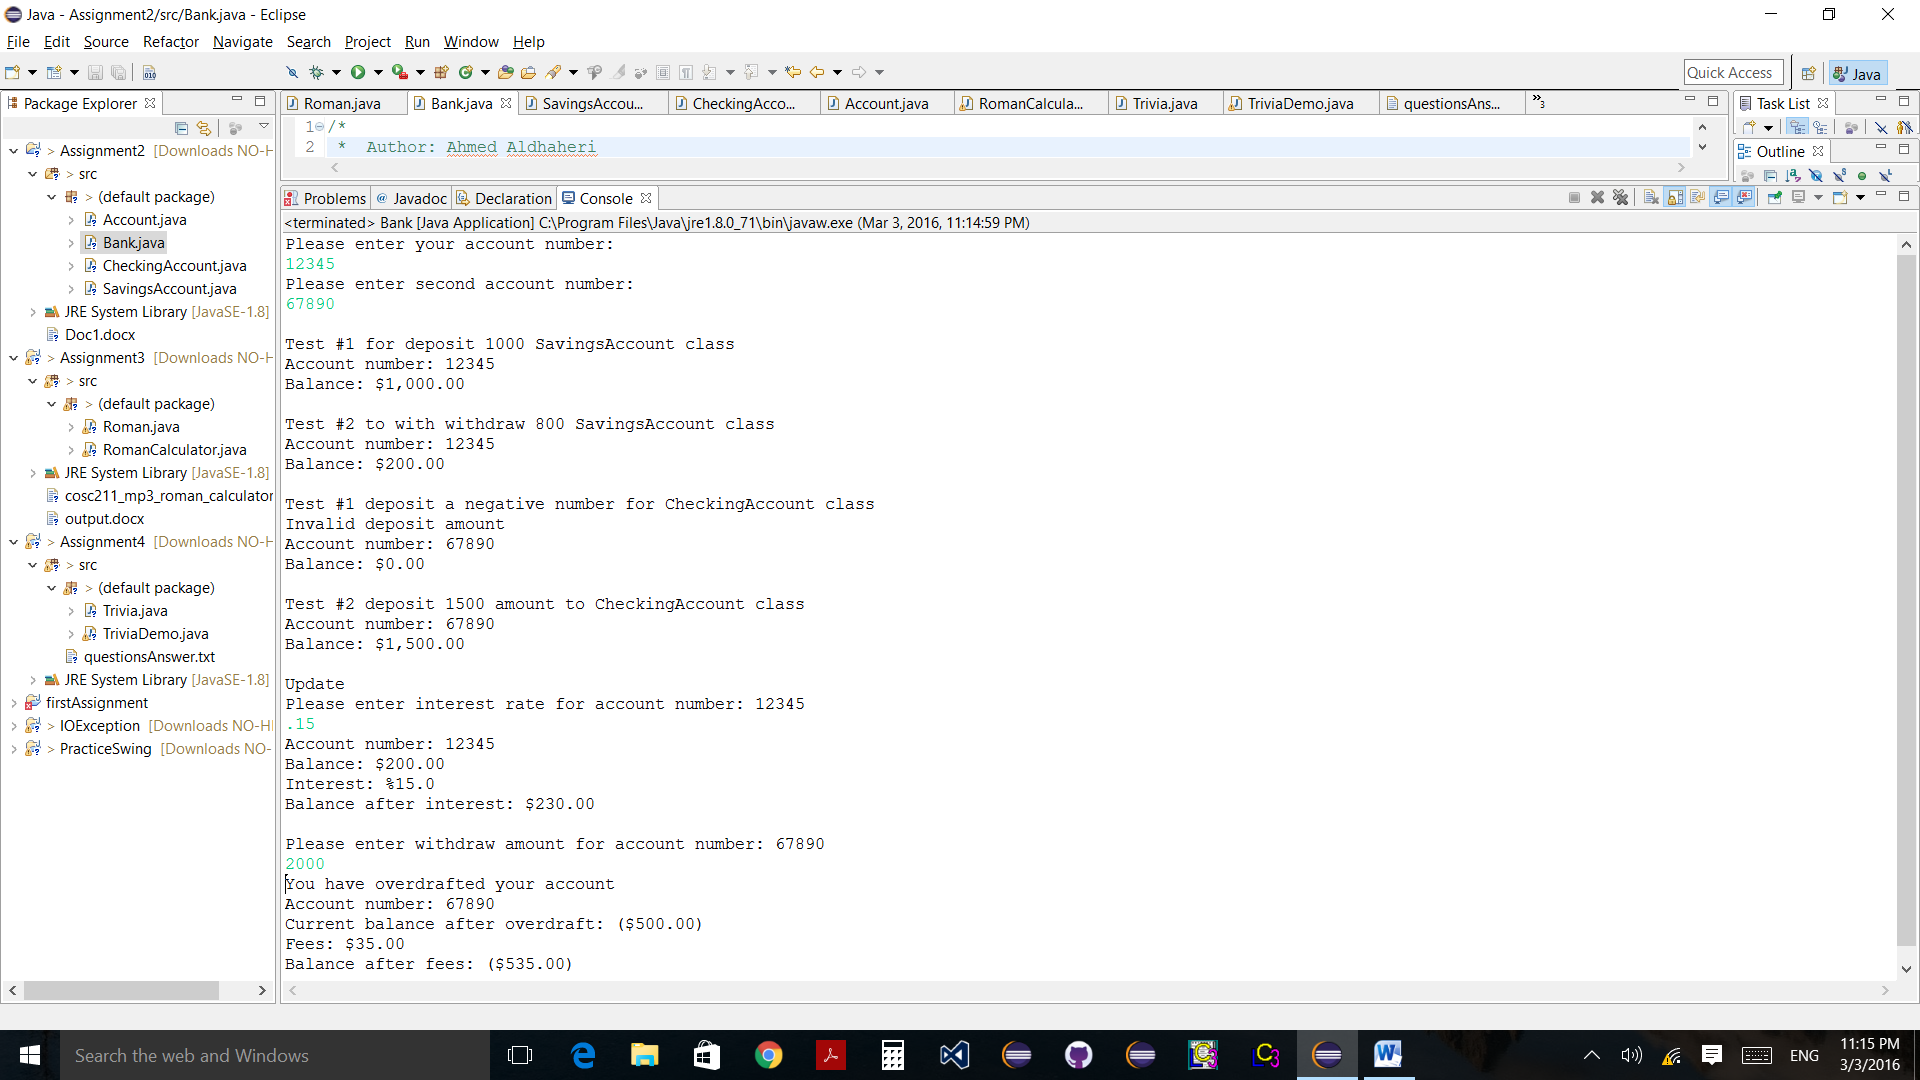 Java - Assignment2/src/Bank.java - Eclipse
File Edit Source Refactor Navigate Search Project Run Window Help
Quick Access Java
Package Explorer
Roman.java Bank.java SavingsAccou... CheckingAcco... Account.java RomanCalcula... Trivia.java TriviaDemo.java questionsAns... »3
Task List
Outline
1 /*
2 * Author: Ahmed Aldhaheri
> Assignment2 [Downloads NO-H
> src
> (default package)
Account.java
Bank.java
CheckingAccount.java
SavingsAccount.java
JRE System Library [JavaSE-1.8]
Doc1.docx
> Assignment3 [Downloads NO-H
> src
> (default package)
Roman.java
RomanCalculator.java
JRE System Library [JavaSE-1.8]
cosc211_mp3_roman_calculator
output.docx
> Assignment4 [Downloads NO-H
> src
> (default package)
Trivia.java
TriviaDemo.java
questionsAnswer.txt
JRE System Library [JavaSE-1.8]
firstAssignment
> IOException [Downloads NO-HI
> PracticeSwing [Downloads NO-
Problems @ Javadoc Declaration Console
<terminated> Bank [Java Application] C:\Program Files\Java\jre1.8.0_71\bin\javaw.exe (Mar 3, 2016, 11:14:59 PM)
Please enter your account number:
12345
Please enter second account number:
67890
Test #1 for deposit 1000 SavingsAccount class
Account number: 12345
Balance: $1,000.00
Test #2 to with withdraw 800 SavingsAccount class
Account number: 12345
Balance: $200.00
Test #1 deposit a negative number for CheckingAccount class
Invalid deposit amount
Account number: 67890
Balance: $0.00
Test #2 deposit 1500 amount to CheckingAccount class
Account number: 67890
Balance: $1,500.00
Update
Please enter interest rate for account number: 12345
.15
Account number: 12345
Balance: $200.00
Interest: %15.0
Balance after interest: $230.00
Please enter withdraw amount for account number: 67890
2000
You have overdrafted your account
Account number: 67890
Current balance after overdraft: ($500.00)
Fees: $35.00
Balance after fees: ($535.00)
Search the web and Windows
ENG
11:15 PM
3/3/2016